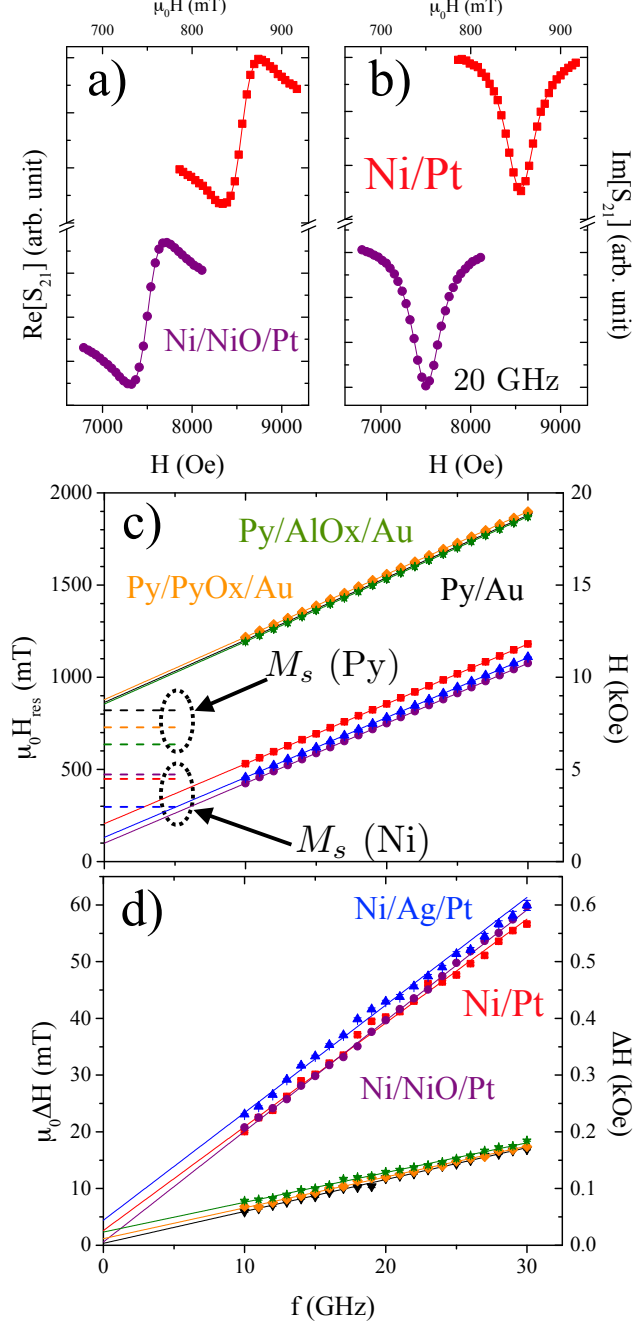 μ₀H (mT)
μ₀H (mT)
700 800 900
700 800 900
a)
b)
Ni/Pt
Re[S₂₁] (arb. unit)
Im[S₂₁] (arb. unit)
Ni/NiO/Pt
20 GHz
7000 8000 9000
7000 8000 9000
H (Oe)
H (Oe)
2000
20
c)
Py/AlOx/Au
1500
15
Py/PyOx/Au
Py/Au
μ₀H_res (mT)
H (kOe)
1000
10
M_s (Py)
500
5
M_s (Ni)
0
0
d)
60
0.6
Ni/Ag/Pt
50
0.5
Ni/Pt
40
0.4
μ₀ΔH (mT)
ΔH (kOe)
30
0.3
Ni/NiO/Pt
20
0.2
10
0.1
0
0.0
0 10 20 30
f (GHz)